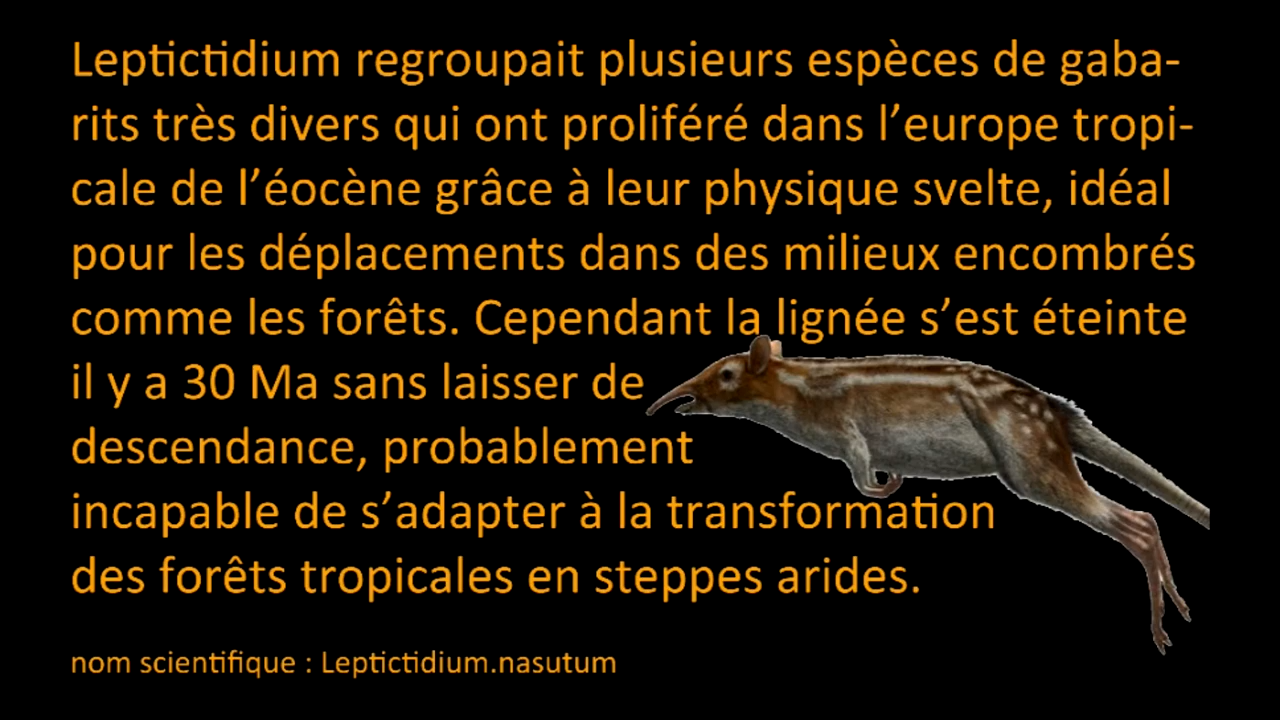 Leptictidium regroupait plusieurs espèces de gaba-
rits très divers qui ont proliféré dans l’europe tropi-
cale de l’éocène grâce à leur physique svelte, idéal
pour les déplacements dans des milieux encombrés
comme les forêts. Cependant la lignée s’est éteinte
il y a 30 Ma sans laisser de
descendance, probablement
incapable de s’adapter à la transformation
des forêts tropicales en steppes arides.
nom scientifique : Leptictidium.nasutum